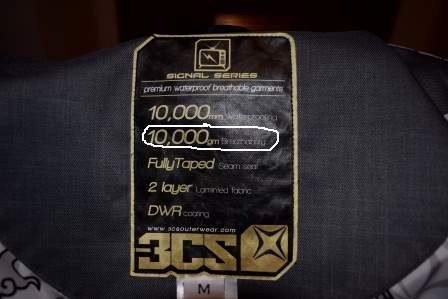 SIGNAL SERIES
premium waterproof breathable garments
10,000mm Waterproofing
10,000gm Breathability
FullyTaped Seam seal
2 layer Laminted fabric
DWR coating
www.3csouterwear.com
3CS
M